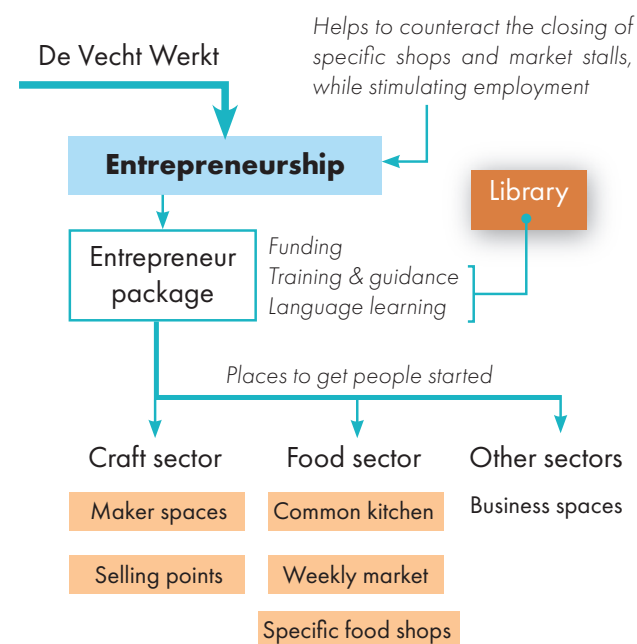 De Vecht Werkt
Helps to counteract the closing of
specific shops and market stalls,
while stimulating employment
Entrepreneurship
Library
Entrepreneur
package
Funding
Training & guidance
Language learning
Places to get people started
Craft sector
Maker spaces
Selling points
Food sector
Common kitchen
Weekly market
Specific food shops
Other sectors
Business spaces